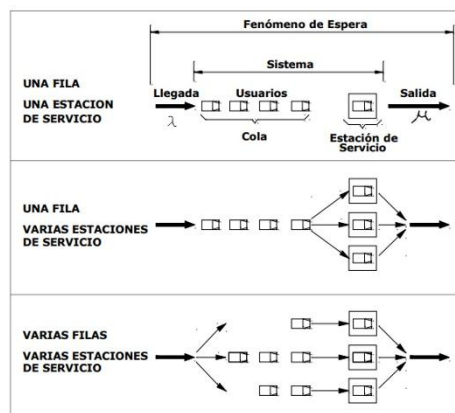 Fenómeno de Espera
Sistema
UNA FILA
UNA ESTACION
DE SERVICIO
Llegada
λ
Usuarios
Cola
Estación de
Servicio
Salida
μ
UNA FILA
VARIAS ESTACIONES
DE SERVICIO
VARIAS FILAS
VARIAS ESTACIONES
DE SERVICIO